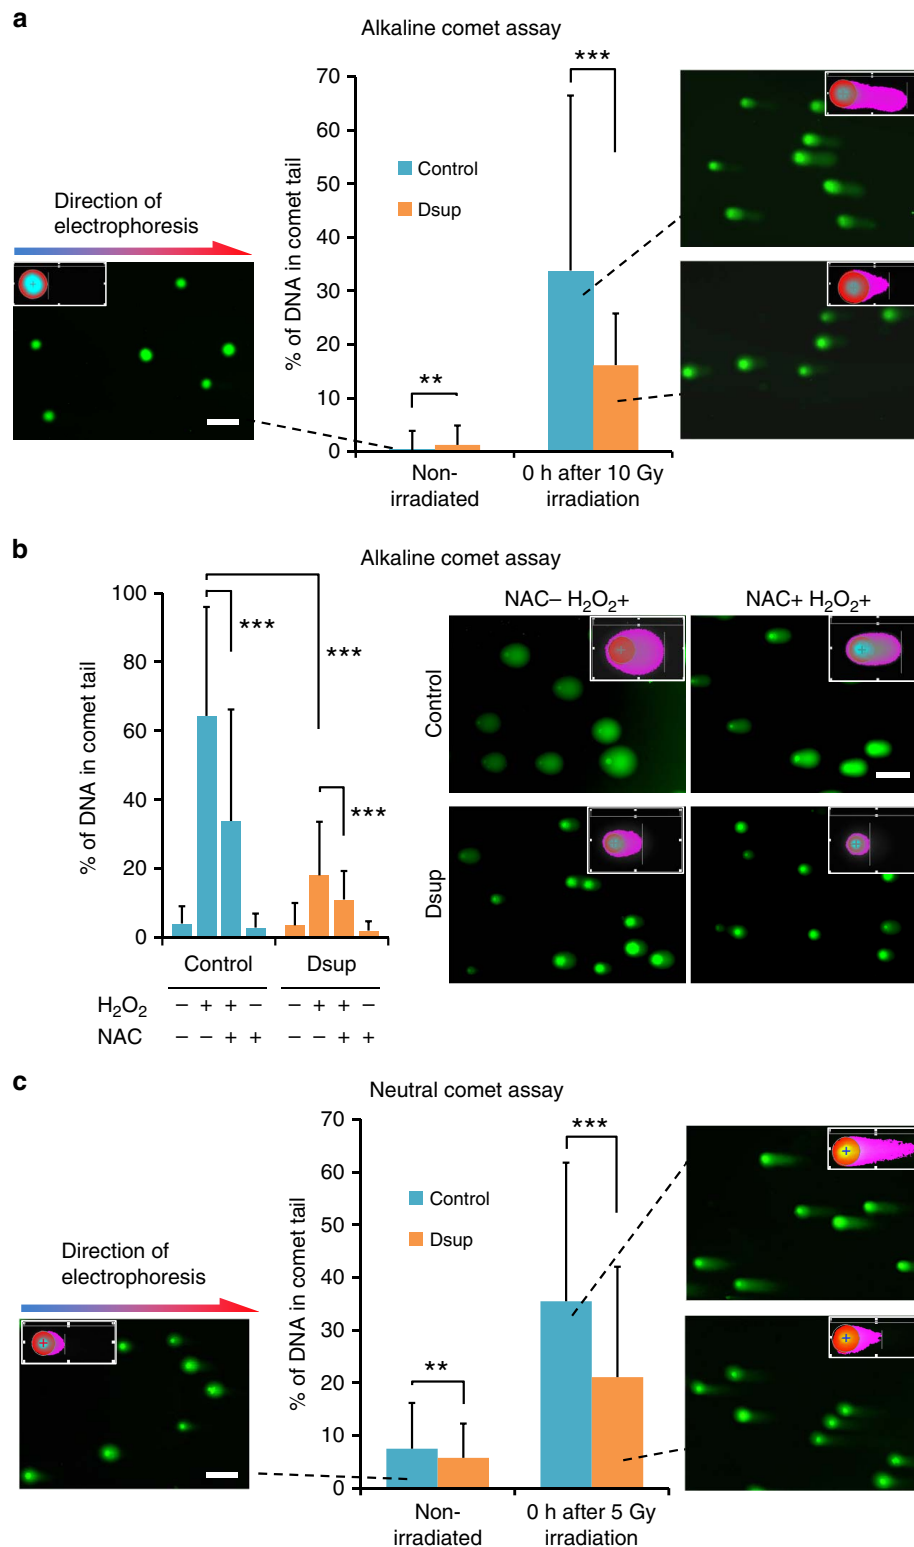 a
Alkaline comet assay
% of DNA in comet tail
70
60
50
40
30
20
10
0
***
**
Control
Dsup
Direction of
electrophoresis
Non-
irradiated
0 h after 10 Gy
irradiation
b
Alkaline comet assay
% of DNA in comet tail
100
80
60
40
20
0
***
***
***
Control
Dsup
H₂O₂ − + + − − + + −
NAC − − + + − − + +
NAC− H₂O₂+
NAC+ H₂O₂+
Control
Dsup
c
Neutral comet assay
% of DNA in comet tail
70
60
50
40
30
20
10
0
***
**
Control
Dsup
Direction of
electrophoresis
Non-
irradiated
0 h after 5 Gy
irradiation